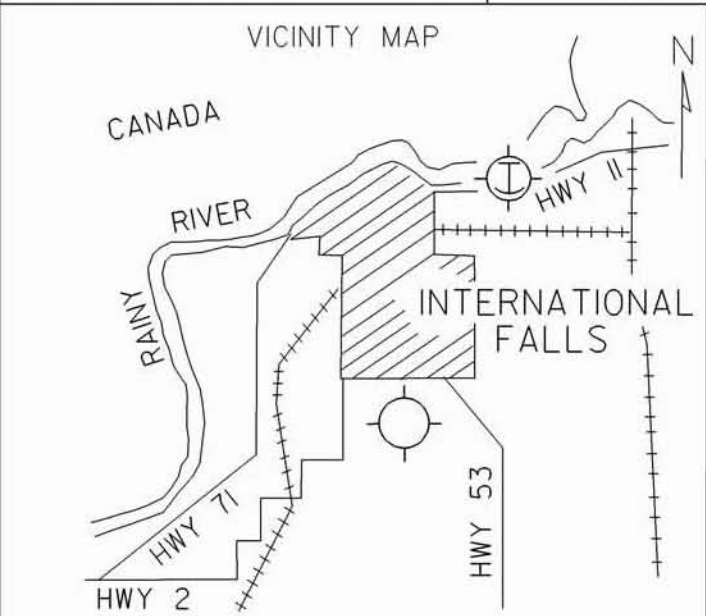 VICINITY MAP
N
CANADA
RIVER
HWY 11
RAINY
INTERNATIONAL
FALLS
HWY 71
HWY 53
HWY 2